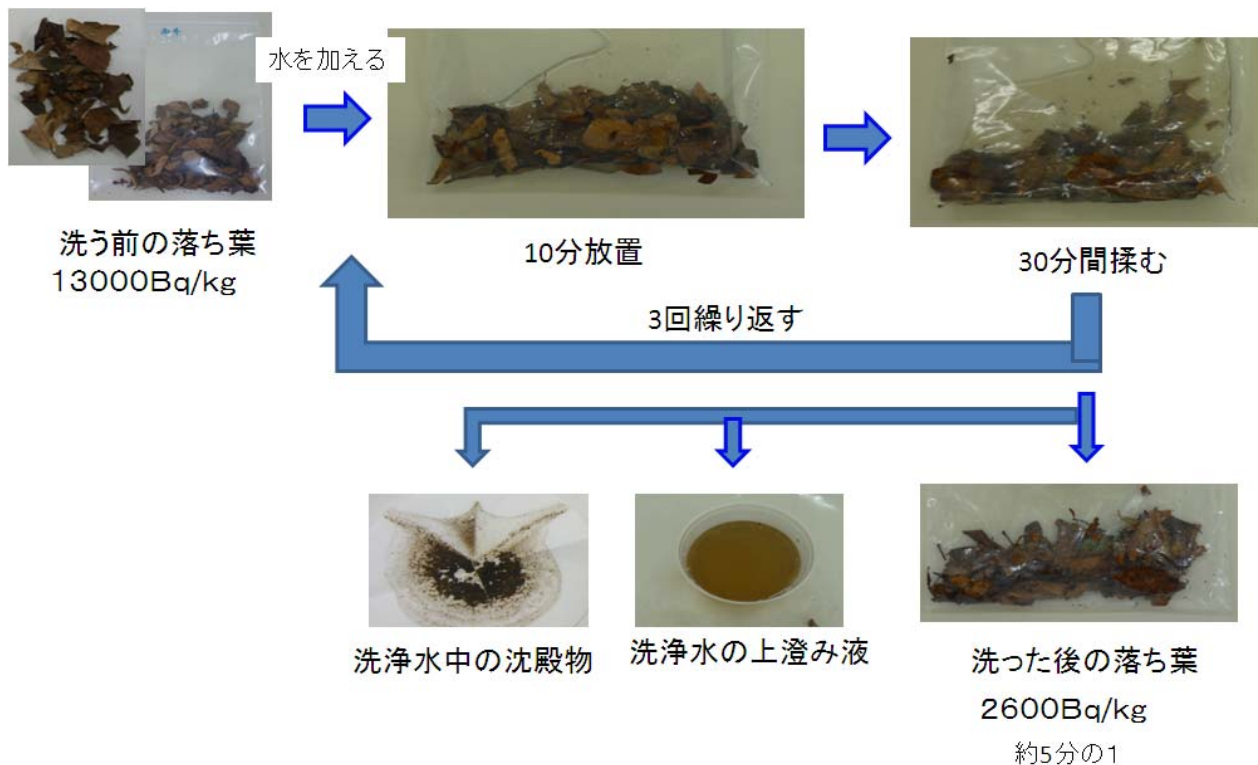 水を加える
洗う前の落ち葉
13000Bq/kg
10分放置
30分間揉む
3回繰り返す
洗浄水中の沈殿物
洗浄水の上澄み液
洗った後の落ち葉
2600Bq/kg
約5分の1